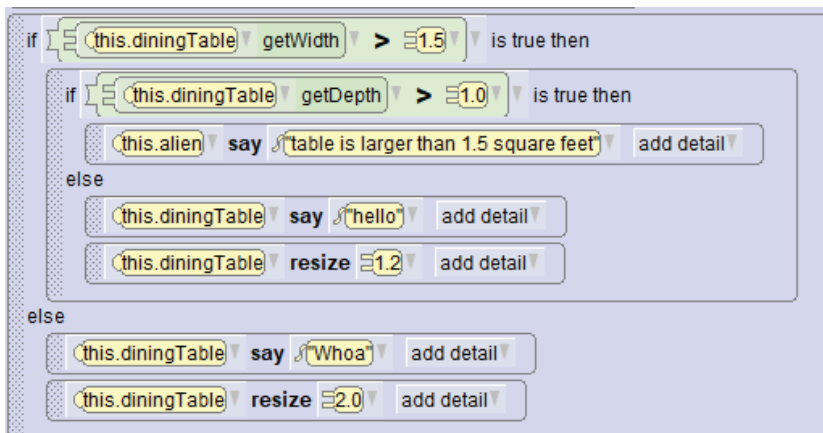 if this.diningTable getWidth > 1.5 is true then
if this.diningTable getDepth > 1.0 is true then
this.alien say "table is larger than 1.5 square feet" add detail
else
this.diningTable say "hello" add detail
this.diningTable resize 1.2 add detail
else
this.diningTable say "Whoa" add detail
this.diningTable resize 2.0 add detail